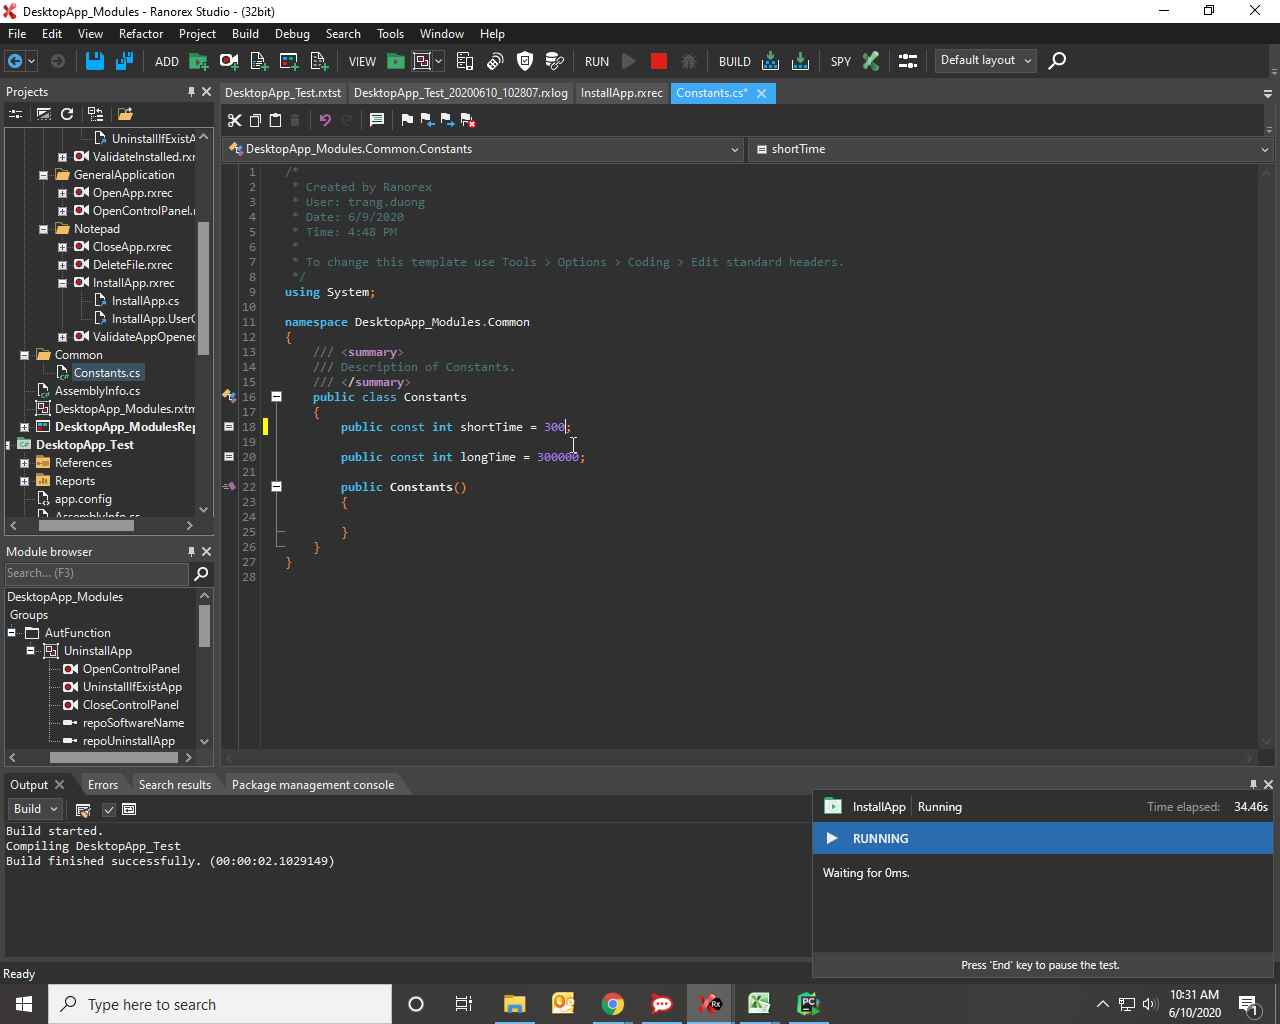 DesktopApp_Modules - Ranorex Studio - (32bit)
File Edit View Refactor Project Build Debug Search Tools Window Help
ADD VIEW RUN BUILD SPY Default layout
Projects
UninstallIfExistA
ValidateInstalled.rxr
GeneralApplication
OpenApp.rxrec
OpenControlPanel.r
Notepad
CloseApp.rxrec
DeleteFile.rxrec
InstallApp.rxrec
InstallApp.cs
InstallApp.UserC
ValidateAppOpened
Common
Constants.cs
AssemblyInfo.cs
DesktopApp_Modules.rxtm
DesktopApp_ModulesRep
DesktopApp_Test
References
Reports
app.config
AssemblyInfo.cs
Module browser
Search... (F3)
DesktopApp_Modules
Groups
AutFunction
UninstallApp
OpenControlPanel
UninstallIfExistApp
CloseControlPanel
repoSoftwareName
repoUninstallApp
DesktopApp_Test.rxtst DesktopApp_Test_20200610_102807.rxlog InstallApp.rxrec Constants.cs*
DesktopApp_Modules.Common.Constants shortTime
1 /*
2 * Created by Ranorex
3 * User: trang.duong
4 * Date: 6/9/2020
5 * Time: 4:48 PM
6 *
7 * To change this template use Tools > Options > Coding > Edit standard headers.
8 */
9 using System;
10
11 namespace DesktopApp_Modules.Common
12 {
13 /// <summary>
14 /// Description of Constants.
15 /// </summary>
16 public class Constants
17 {
18 public const int shortTime = 300;
19
20 public const int longTime = 300000;
21
22 public Constants()
23 {
24
25 }
26 }
27 }
28
Output Errors Search results Package management console
Build
Build started.
Compiling DesktopApp_Test
Build finished successfully. (00:00:02.1029149)
InstallApp Running Time elapsed: 34.46s
RUNNING
Waiting for 0ms.
Press 'End' key to pause the test.
Ready
Type here to search
10:31 AM
6/10/2020
1